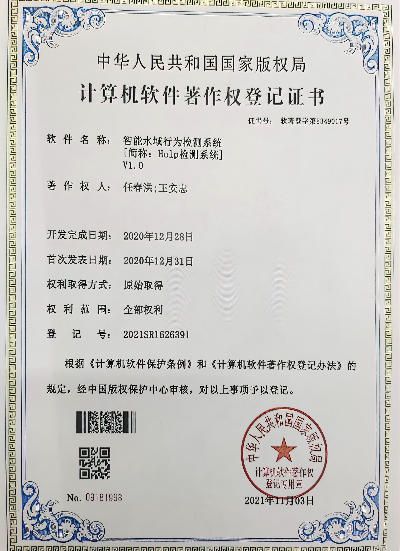 中华人民共和国国家版权局
计算机软件著作权登记证书
证书号： 软著登字第8349017号
软件名称： 智能水域行为检测系统
[简称：Holp检测系统]
V1.0
著作权人： 任春洪;王安忠
开发完成日期： 2020年12月28日
首次发表日期： 2020年12月31日
权利取得方式： 原始取得
权利范围： 全部权利
登记号： 2021SR1626391
根据《计算机软件保护条例》和《计算机软件著作权登记办法》的
规定，经中国版权保护中心审核，对以上事项予以登记。
中华人民共和国国家版权局
计算机软件著作权
登记专用章
No. 09181938
2021年11月03日